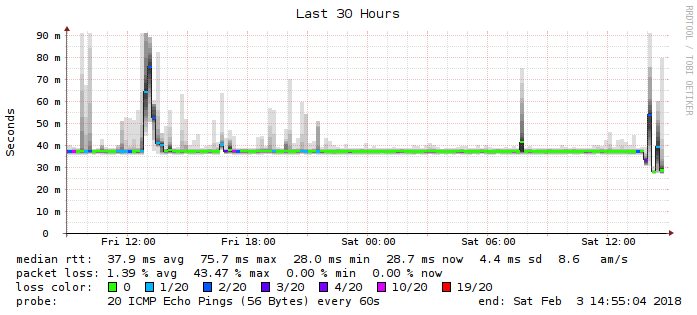 Last 30 Hours
RRDTOOL / TOBI OETIKER
Seconds
90 m
80 m
70 m
60 m
50 m
40 m
30 m
20 m
10 m
0
Fri 12:00 Fri 18:00 Sat 00:00 Sat 06:00 Sat 12:00
median rtt: 37.9 ms avg 75.7 ms max 28.0 ms min 28.7 ms now 4.4 ms sd 8.6 am/s
packet loss: 1.39 % avg 43.47 % max 0.00 % min 0.00 % now
loss color: 0 1/20 2/20 3/20 4/20 10/20 19/20
probe: 20 ICMP Echo Pings (56 Bytes) every 60s end: Sat Feb 3 14:55:04 2018